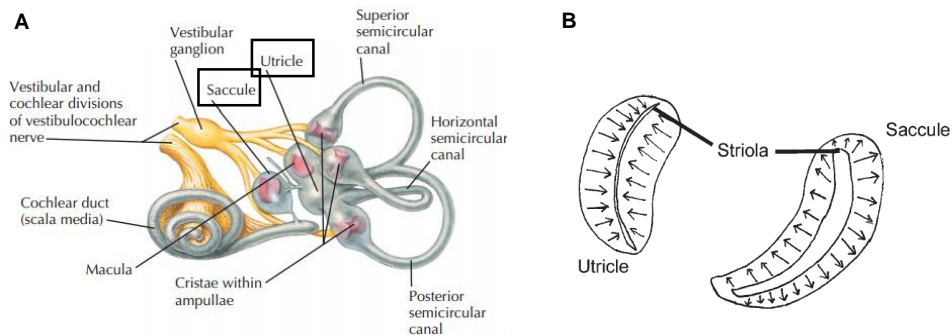 A
Vestibular
ganglion
Superior
semicircular
canal
Utricle
Saccule
Vestibular and
cochlear divisions
of vestibulocochlear
nerve
Horizontal
semicircular
canal
Cochlear duct
(scala media)
Macula
Cristae within
ampullae
Posterior
semicircular
canal
B
Striola
Saccule
Utricle